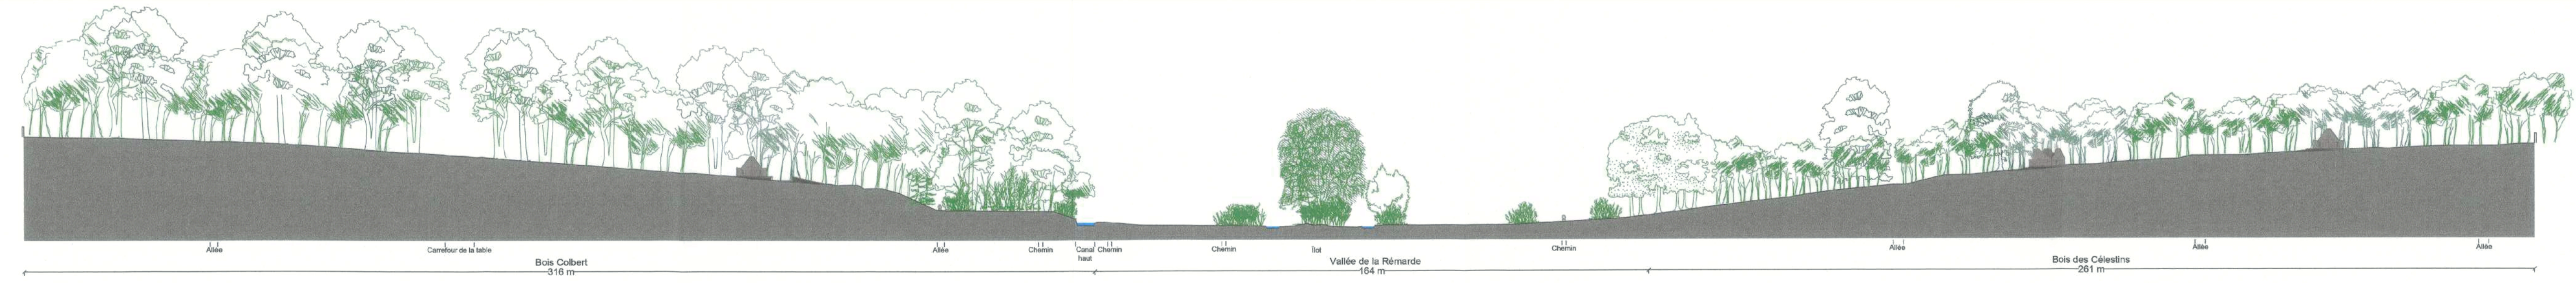 Allée
Carrefour de la table
Allée
Chemin
Canal
haut
Chemin
Chemin
Îlot
Chemin
Allée
Allée
Allée
Bois Colbert
316 m
Vallée de la Rémarde
164 m
Bois des Célestins
261 m